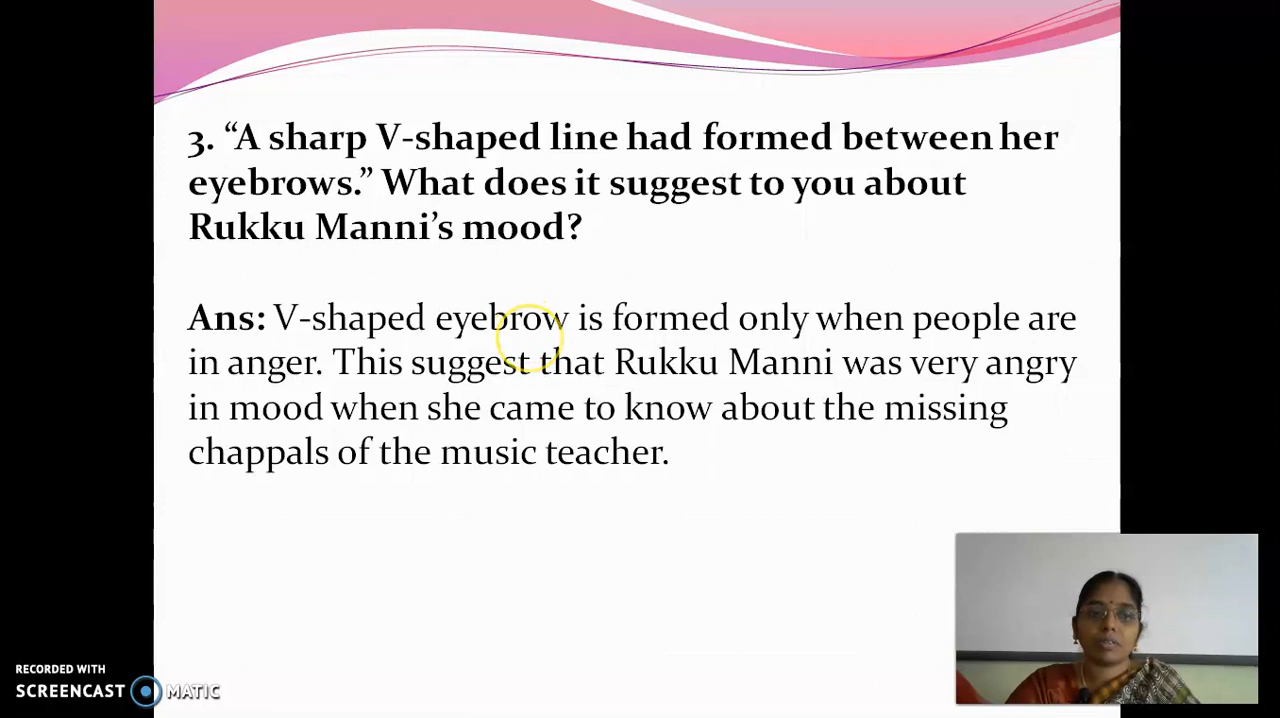 3. “A sharp V-shaped line had formed between her
eyebrows.” What does it suggest to you about
Rukku Manni’s mood?
Ans: V-shaped eyebrow is formed only when people are
in anger. This suggest that Rukku Manni was very angry
in mood when she came to know about the missing
chappals of the music teacher.
RECORDED WITH
SCREENCAST MATIC